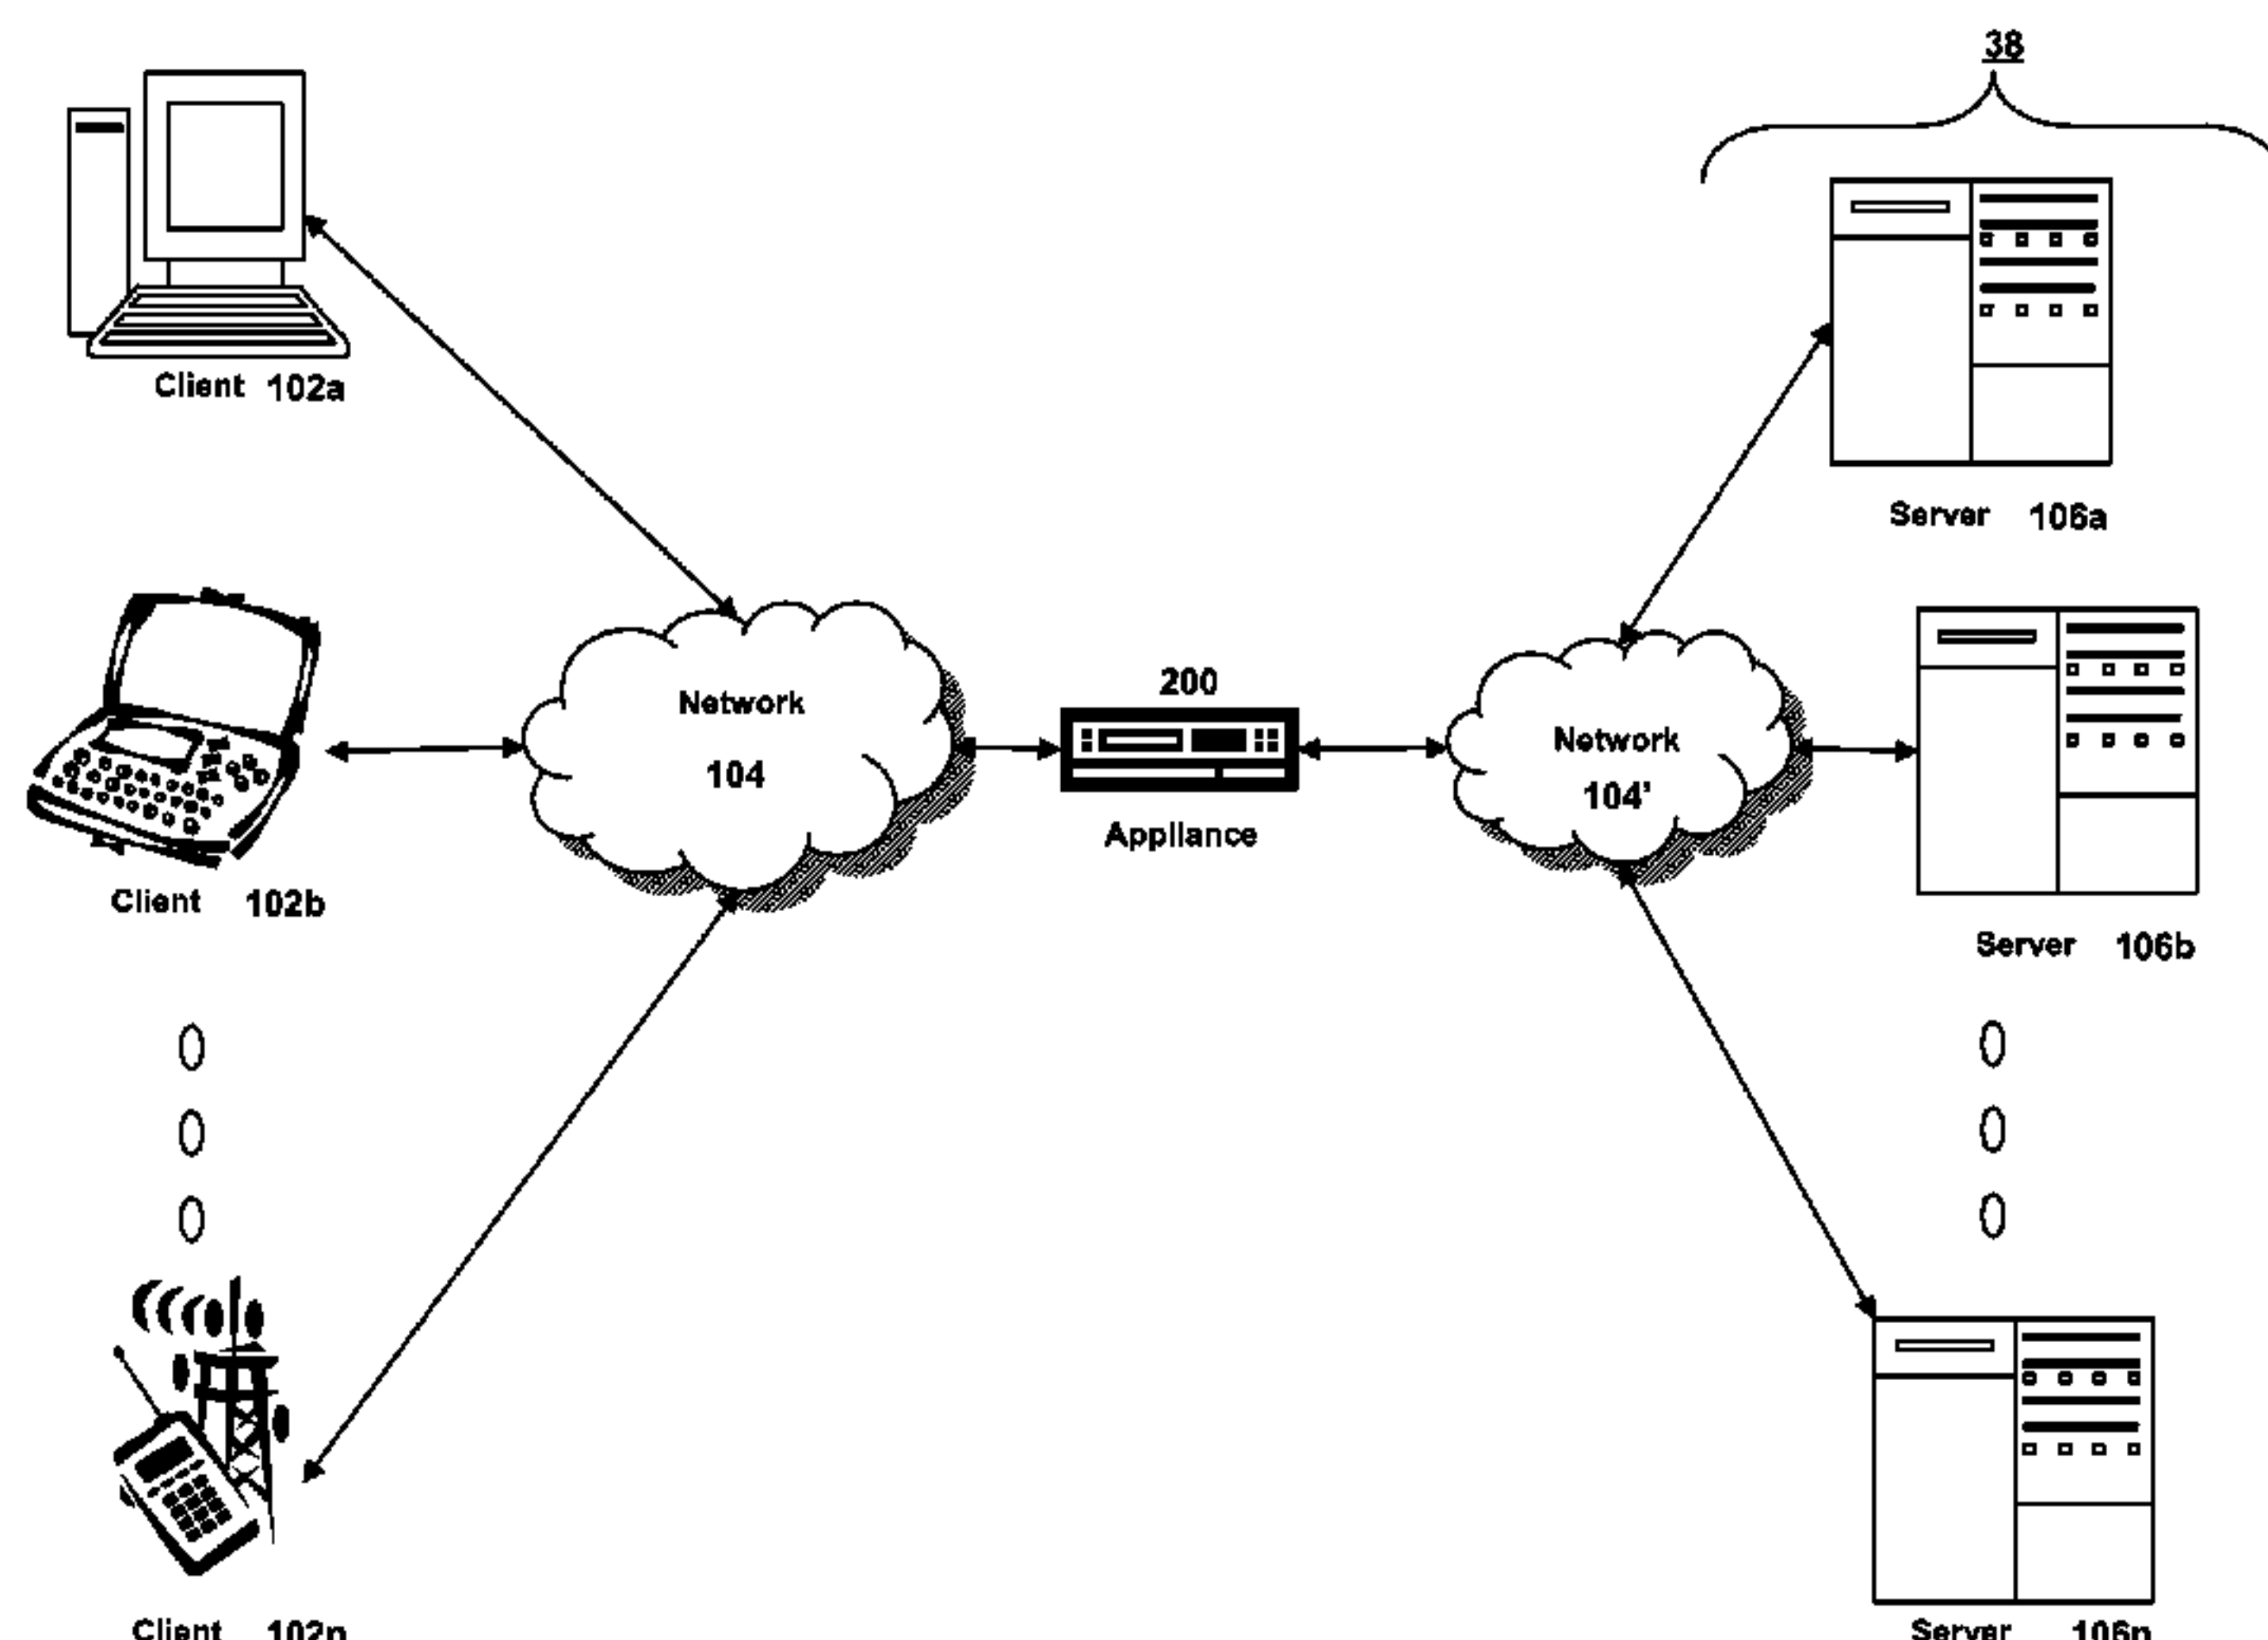 38
Client 102a
Server 106a
200
Network
104
Network
104'
Appliance
Client 102b
Server 106b
Client 102n
Server 106n